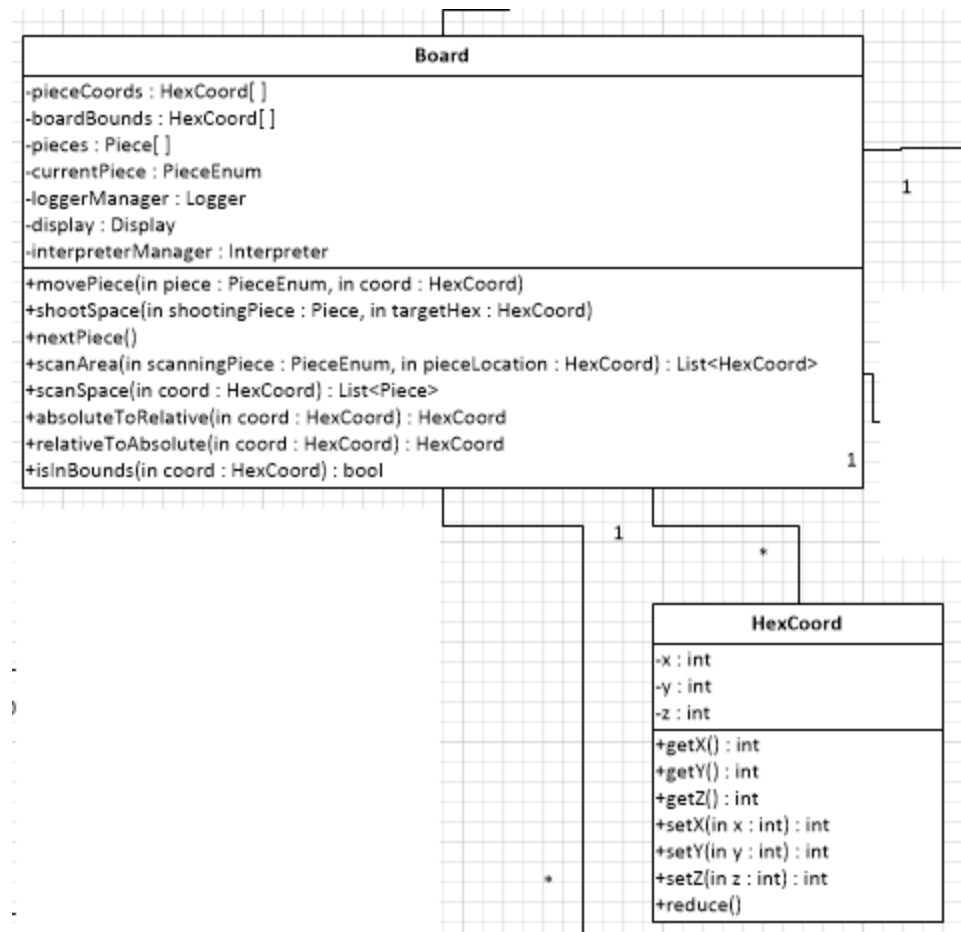 Board
-pieceCoords : HexCoord[ ]
-boardBounds : HexCoord[ ]
-pieces : Piece[ ]
-currentPiece : PieceEnum
-loggerManager : Logger
-display : Display
-interpreterManager : Interpreter
1
+movePiece(in piece : PieceEnum, in coord : HexCoord)
+shootSpace(in shootingPiece : Piece, in targetHex : HexCoord)
+nextPiece()
+scanArea(in scanningPiece : PieceEnum, in pieceLocation : HexCoord) : List<HexCoord>
+scanSpace(in coord : HexCoord) : List<Piece>
+absoluteToRelative(in coord : HexCoord) : HexCoord
+relativeToAbsolute(in coord : HexCoord) : HexCoord
+isInBounds(in coord : HexCoord) : bool
1
1
*
HexCoord
-x : int
-y : int
-z : int
+getX() : int
+getY() : int
+getZ() : int
+setX(in x : int) : int
+setY(in y : int) : int
+setZ(in z : int) : int
+reduce()
*